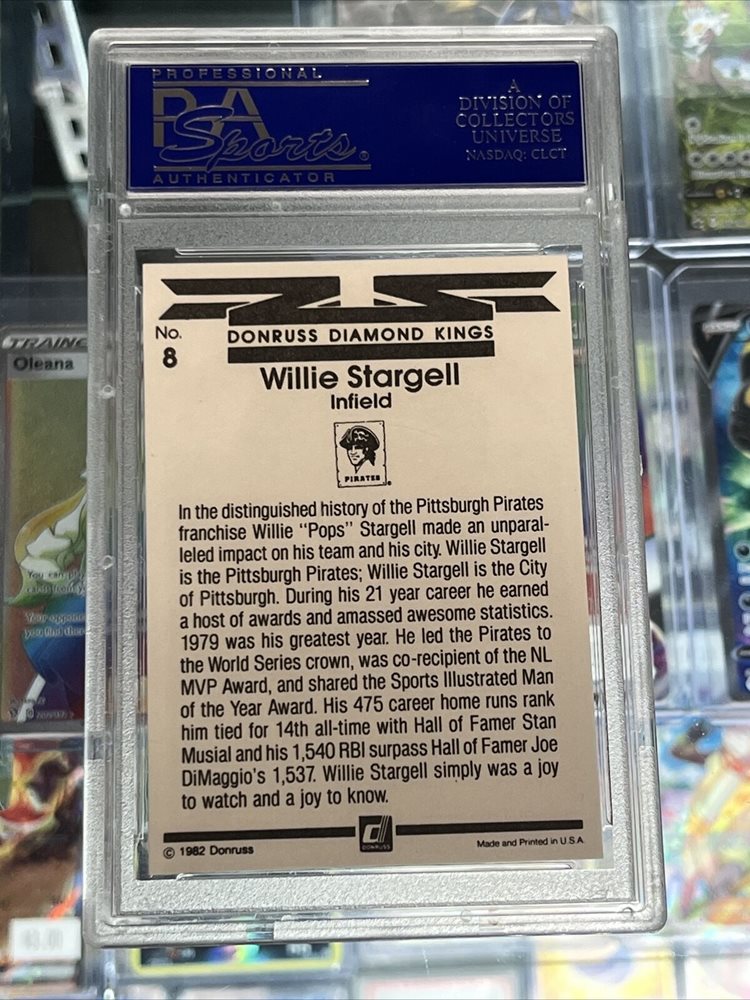 PROFESSIONAL
PSA
Sports®
AUTHENTICATOR
A
DIVISION OF
COLLECTORS
UNIVERSE
NASDAQ: CLCT
No.
8
DONRUSS DIAMOND KINGS
Willie Stargell
Infield
PIRATES
In the distinguished history of the Pittsburgh Pirates
franchise Willie "Pops" Stargell made an unparal-
leled impact on his team and his city. Willie Stargell
is the Pittsburgh Pirates; Willie Stargell is the City
of Pittsburgh. During his 21 year career he earned
a host of awards and amassed awesome statistics.
1979 was his greatest year. He led the Pirates to
the World Series crown, was co-recipient of the NL
MVP Award, and shared the Sports Illustrated Man
of the Year Award. His 475 career home runs rank
him tied for 14th all-time with Hall of Famer Stan
Musial and his 1,540 RBI surpass Hall of Famer Joe
DiMaggio's 1,537. Willie Stargell simply was a joy
to watch and a joy to know.
© 1982 Donruss
DONRUSS
Made and Printed in U.S.A.
TRAINE
Oleana
You can play